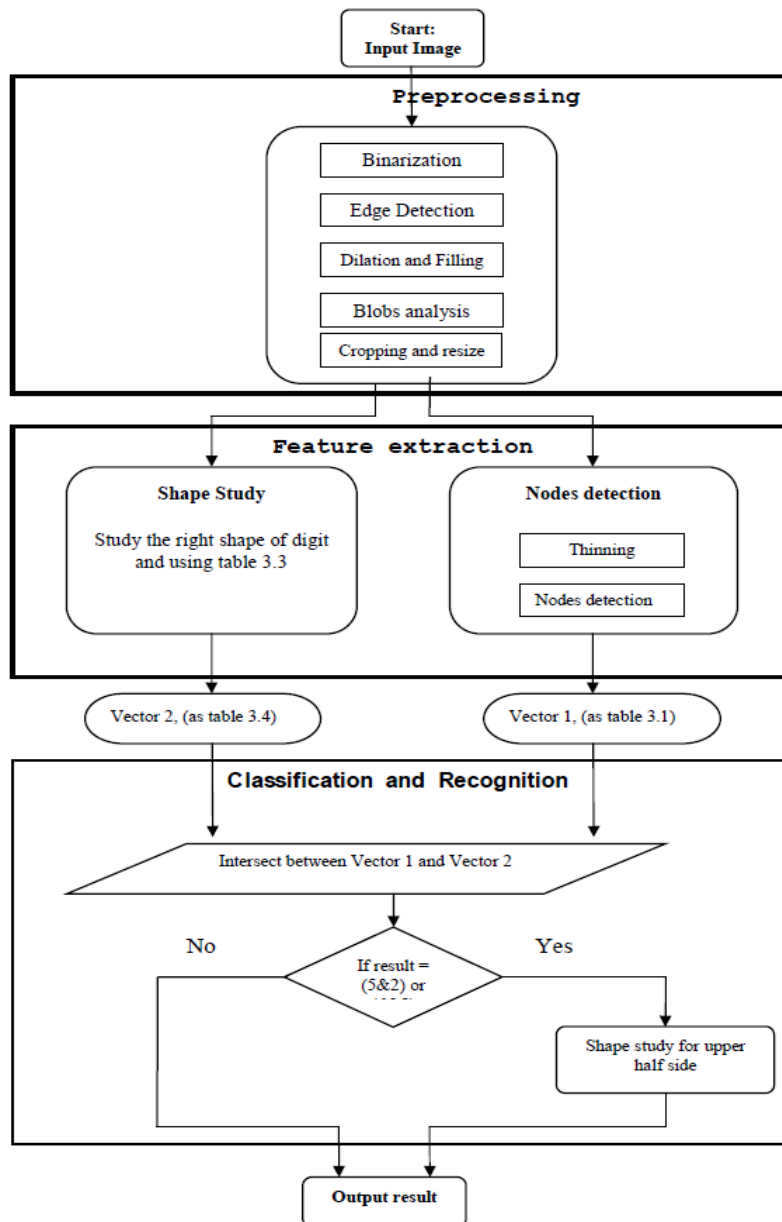 Start:
Input Image
Preprocessing
Binarization
Edge Detection
Dilation and Filling
Blobs analysis
Cropping and resize
Feature extraction
Shape Study
Study the right shape of digit
and using table 3.3
Nodes detection
Thinning
Nodes detection
Vector 2, (as table 3.4)
Vector 1, (as table 3.1)
Classification and Recognition
Intersect between Vector 1 and Vector 2
No
Yes
If result =
(5&2) or
Shape study for upper
half side
Output result